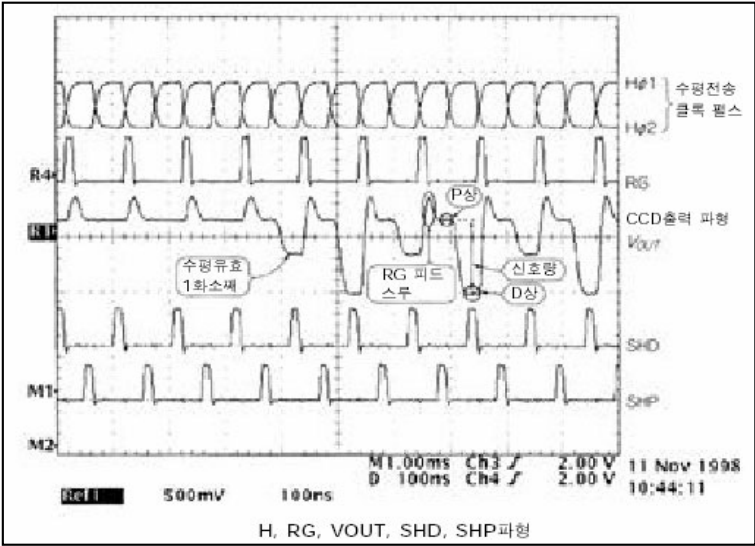 Hø1
수평전송
클록 펄스
Hø2
R4
RG
P상
CCD출력 파형
R1
VOUT
수평유효
1화소째
RG 피드
스루
신호량
D상
SHD
M1
SHP
M2
M1.00ms Ch3 ƒ 2.00 V
D 100ns Ch4 ƒ 2.00 V
11 Nov 1998
10:44:11
Ref1 500mV 100ns
H, RG, VOUT, SHD, SHP파형